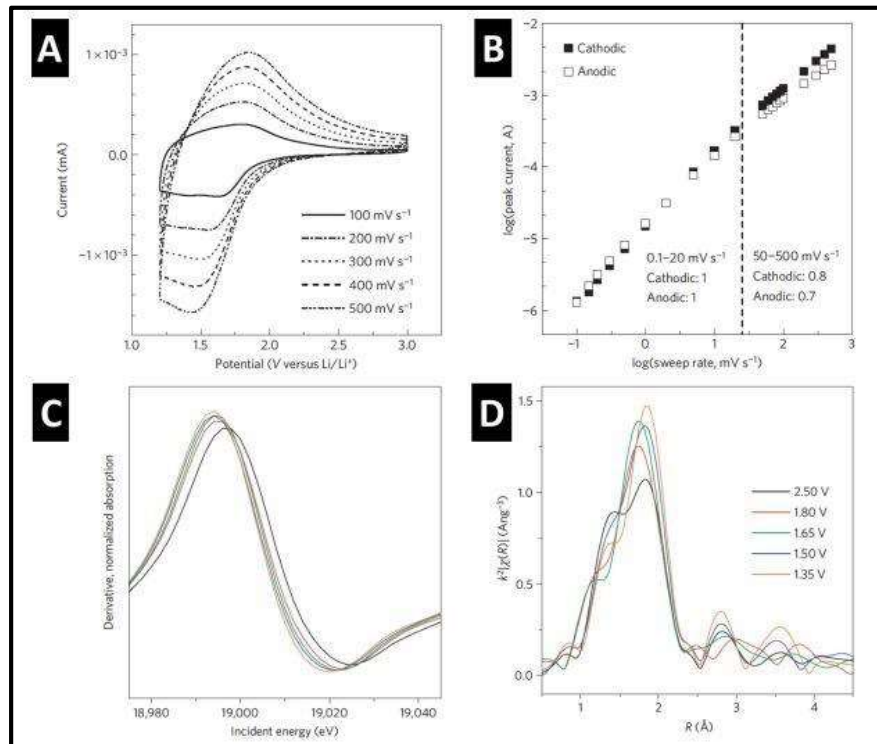 A
1×10⁻³
0.0
−1×10⁻³
Current (mA)
100 mV s⁻¹
200 mV s⁻¹
300 mV s⁻¹
400 mV s⁻¹
500 mV s⁻¹
1.5
2.0
2.5
3.0
Potential (V versus Li/Li⁺)
B
Cathodic
Anodic
−2
−3
−4
−5
−6
log(peak current, A)
0.1–20 mV s⁻¹
Cathodic: 1
Anodic: 1
50–500 mV s⁻¹
Cathodic: 0.8
Anodic: 0.7
−1
0
1
2
3
log(sweep rate, mV s⁻¹)
C
Derivative, normalized absorption
18,980
19,000
19,020
19,040
Incident energy (eV)
D
1.5
1.0
0.5
0.0
k²|χ(R)| (Ang⁻³)
2.50 V
1.80 V
1.65 V
1.50 V
1.35 V
1
2
3
4
R (Å)